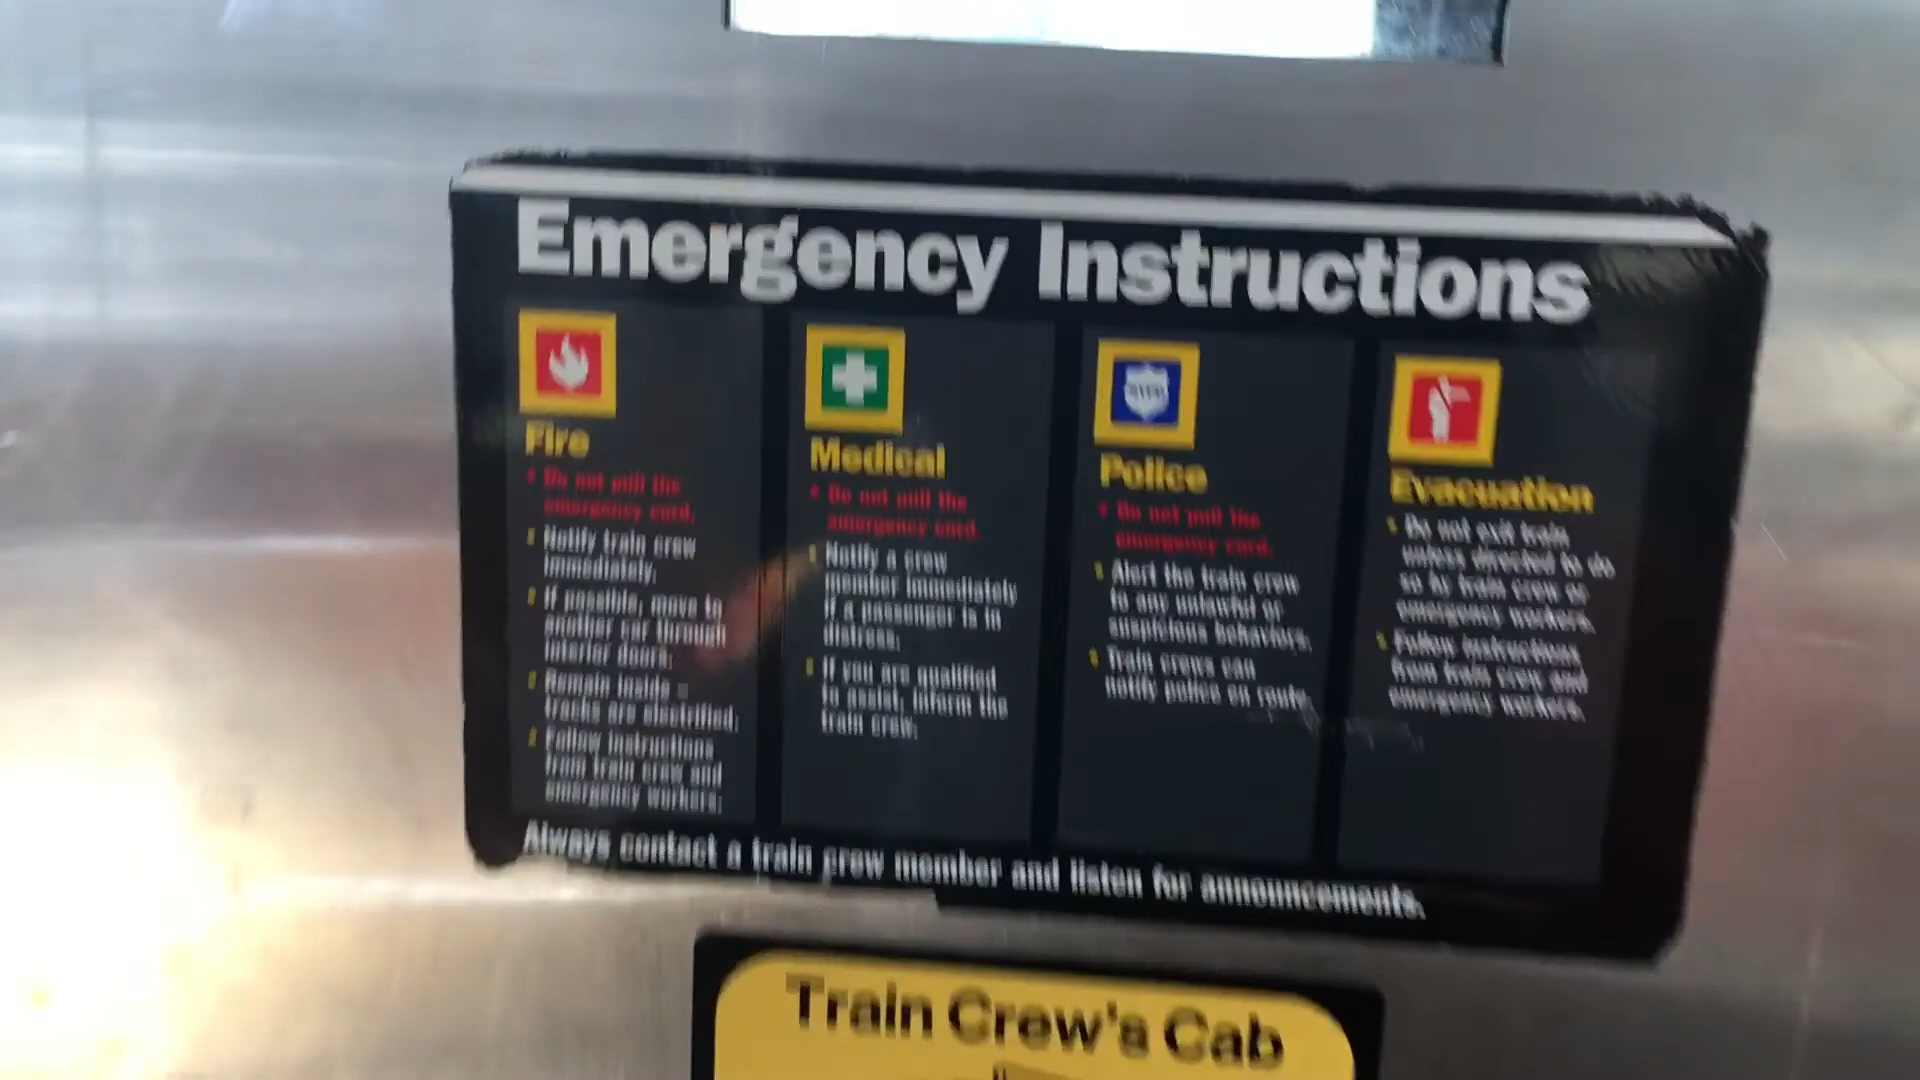 Emergency Instructions
Fire
• Do not pull the
emergency cord.
Notify train crew
immediately.
If possible, move to
another car through
interior doors.
Remain inside –
tracks are electrified.
Follow instructions
from train crew and
emergency workers.
Medical
• Do not pull the
emergency cord.
Notify a crew
member immediately
if a passenger is in
distress.
If you are qualified
to assist, inform the
train crew.
Police
• Do not pull the
emergency cord.
Alert the train crew
to any unlawful or
suspicious behaviors.
Train crews can
notify police en route.
Evacuation
Do not exit train
unless directed to do
so by train crew or
emergency workers.
Follow instructions
from train crew and
emergency workers.
Always contact a train crew member and listen for announcements.
Train Crew's Cab